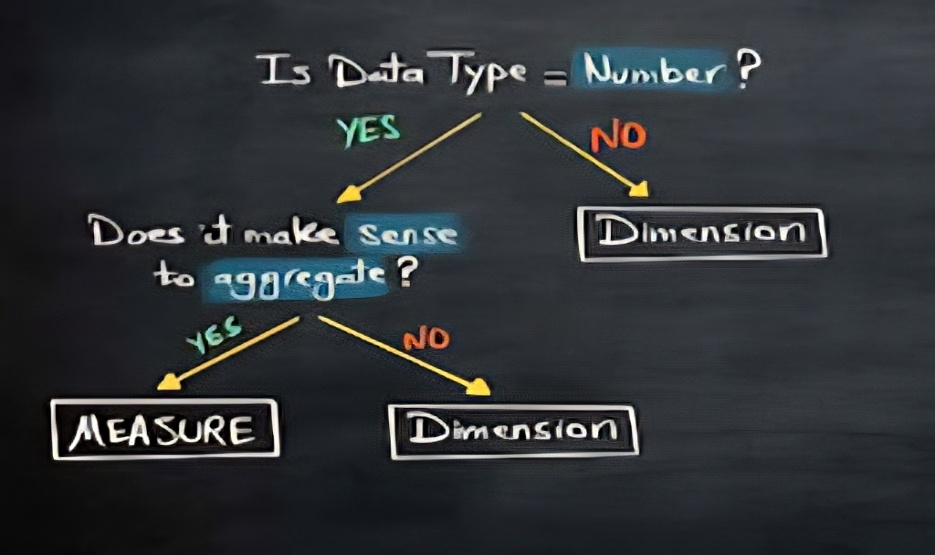 Is Data Type = Number?
YES
NO
Does it make sense
to aggregate?
Dimension
YES
NO
MEASURE
Dimension